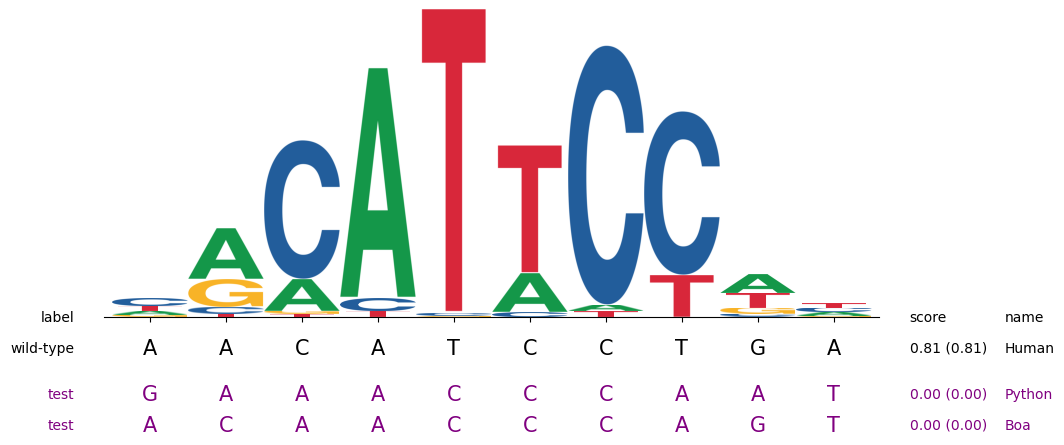 label score name
wild-type A A C A T C C T G A 0.81 (0.81) Human
test G A A A C C C A A T 0.00 (0.00) Python
test A C A A C C C A G T 0.00 (0.00) Boa